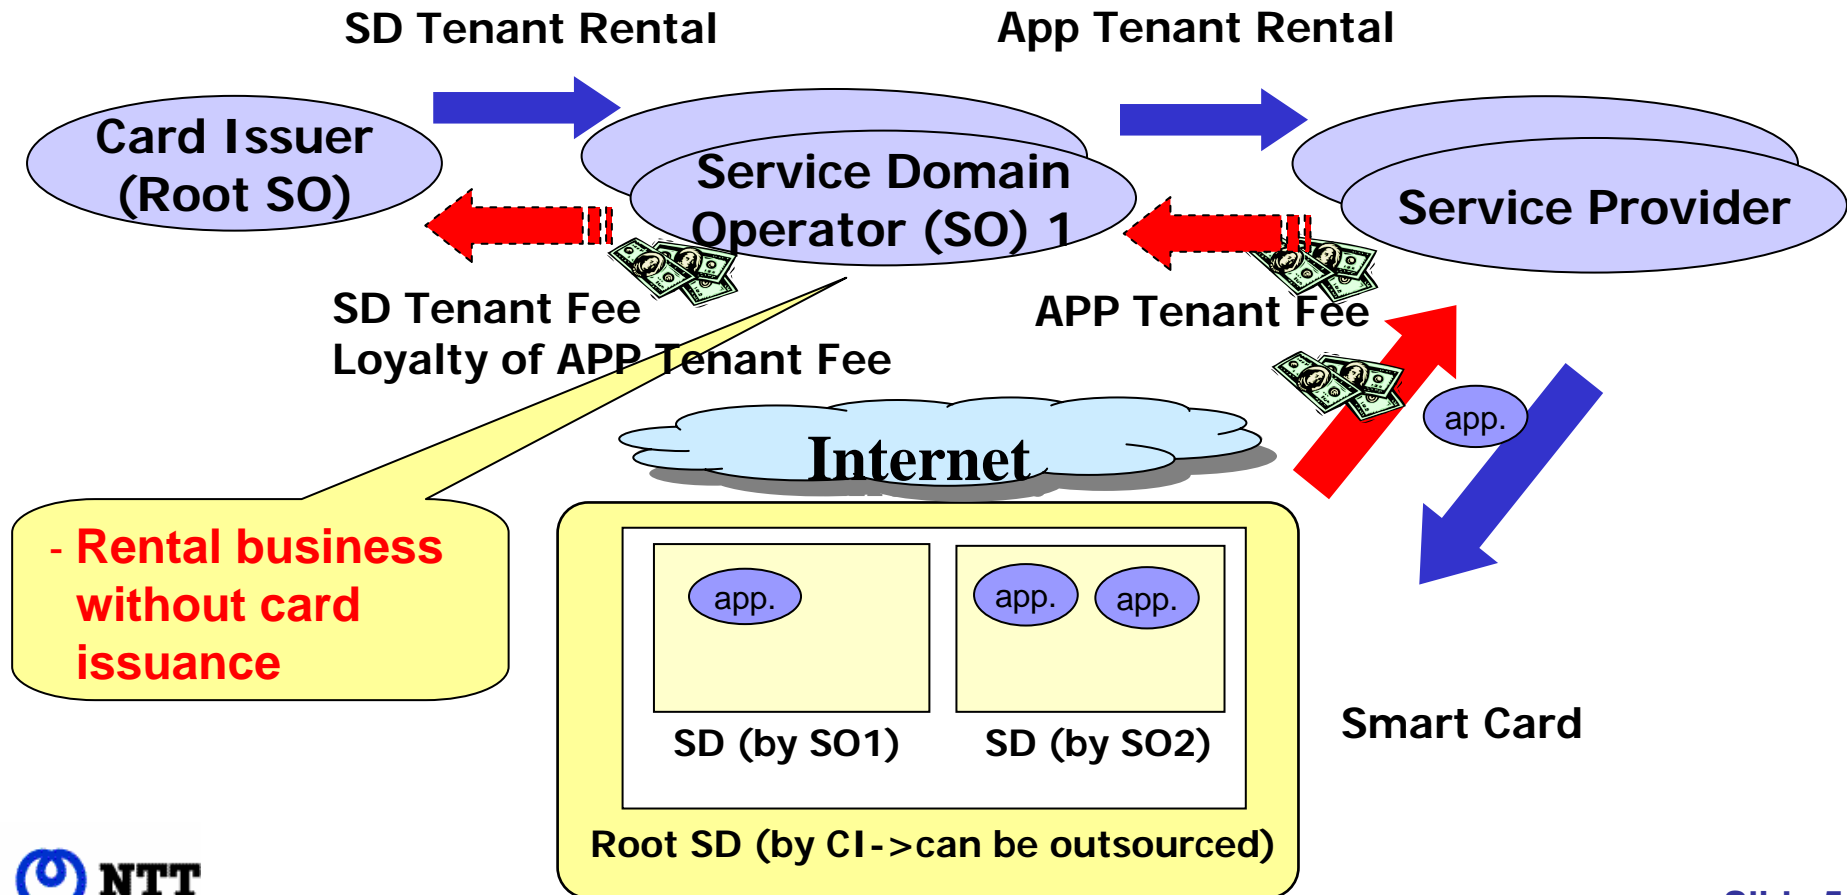 SD Tenant Rental
App Tenant Rental
Card Issuer
(Root SO)
Service Domain
Operator (SO) 1
Service Provider
SD Tenant Fee
Loyalty of APP Tenant Fee
APP Tenant Fee
app.
Internet
- Rental business
without card
issuance
app.
app.
app.
SD (by SO1)
SD (by SO2)
Smart Card
Root SD (by CI->can be outsourced)
NTT